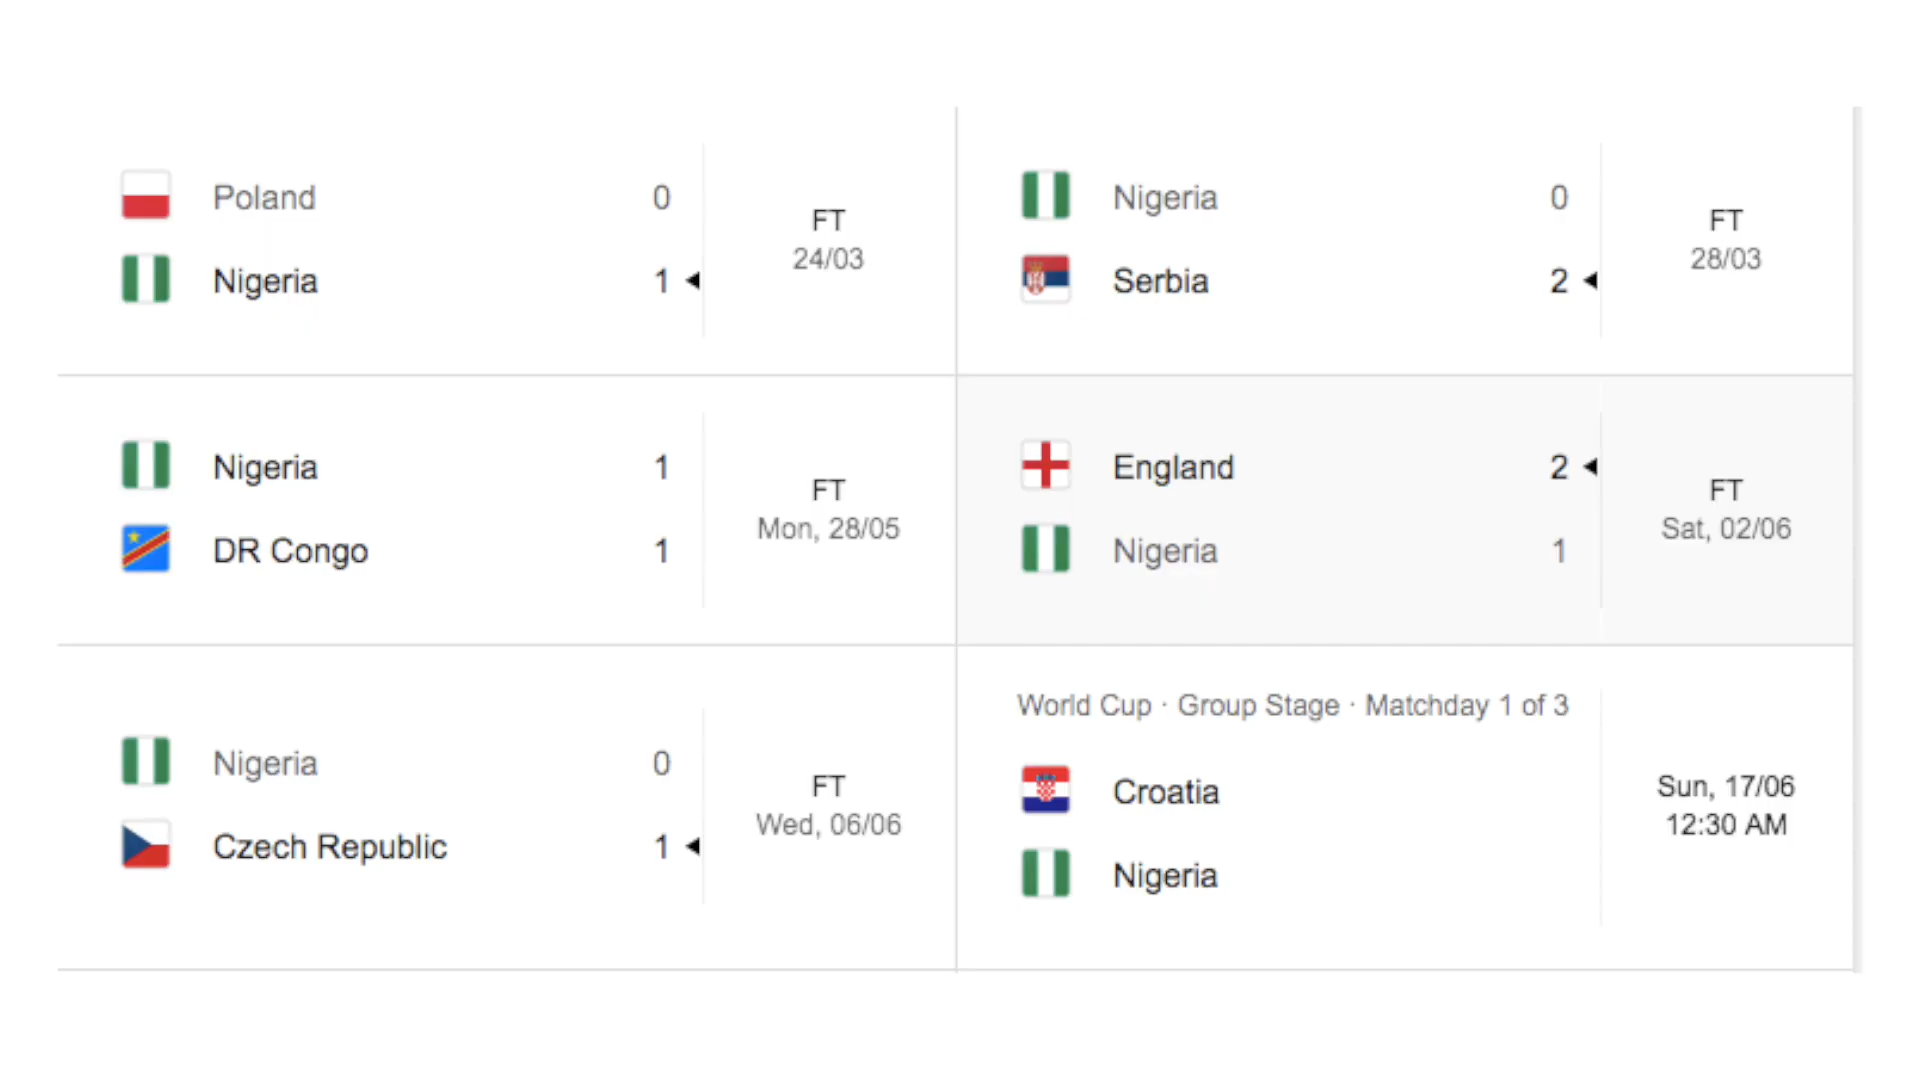 Poland 0
Nigeria 1
FT
24/03
Nigeria 0
Serbia 2
FT
28/03
Nigeria 1
DR Congo 1
FT
Mon, 28/05
England 2
Nigeria 1
FT
Sat, 02/06
Nigeria 0
Czech Republic 1
FT
Wed, 06/06
World Cup · Group Stage · Matchday 1 of 3
Croatia
Nigeria
Sun, 17/06
12:30 AM